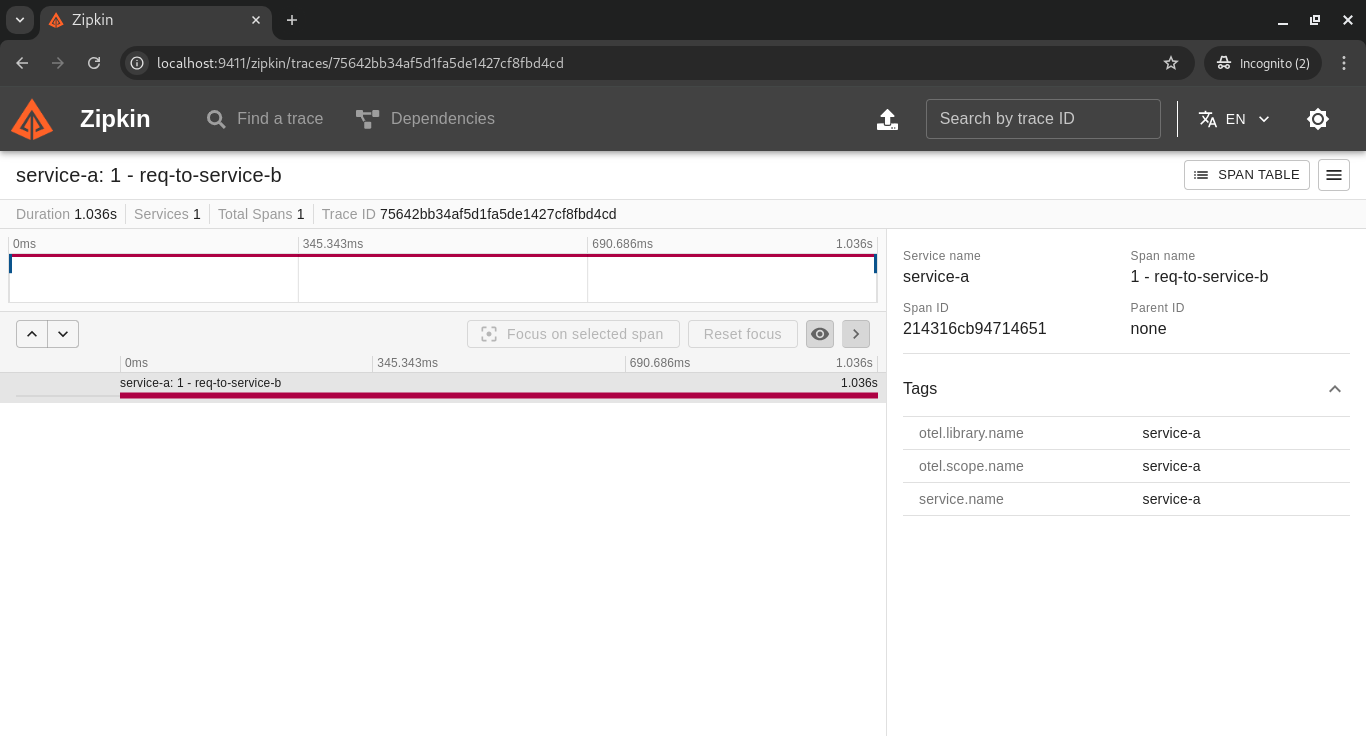 Zipkin
localhost:9411/zipkin/traces/75642bb34af5d1fa5de1427cf8fbd4cd
Incognito (2)
Zipkin Find a trace Dependencies Search by trace ID EN
service-a: 1 - req-to-service-b SPAN TABLE
Duration 1.036s Services 1 Total Spans 1 Trace ID 75642bb34af5d1fa5de1427cf8fbd4cd
0ms 345.343ms 690.686ms 1.036s
Focus on selected span Reset focus
0ms 345.343ms 690.686ms 1.036s
service-a: 1 - req-to-service-b 1.036s
Service name Span name
service-a 1 - req-to-service-b
Span ID Parent ID
214316cb94714651 none
Tags
otel.library.name service-a
otel.scope.name service-a
service.name service-a